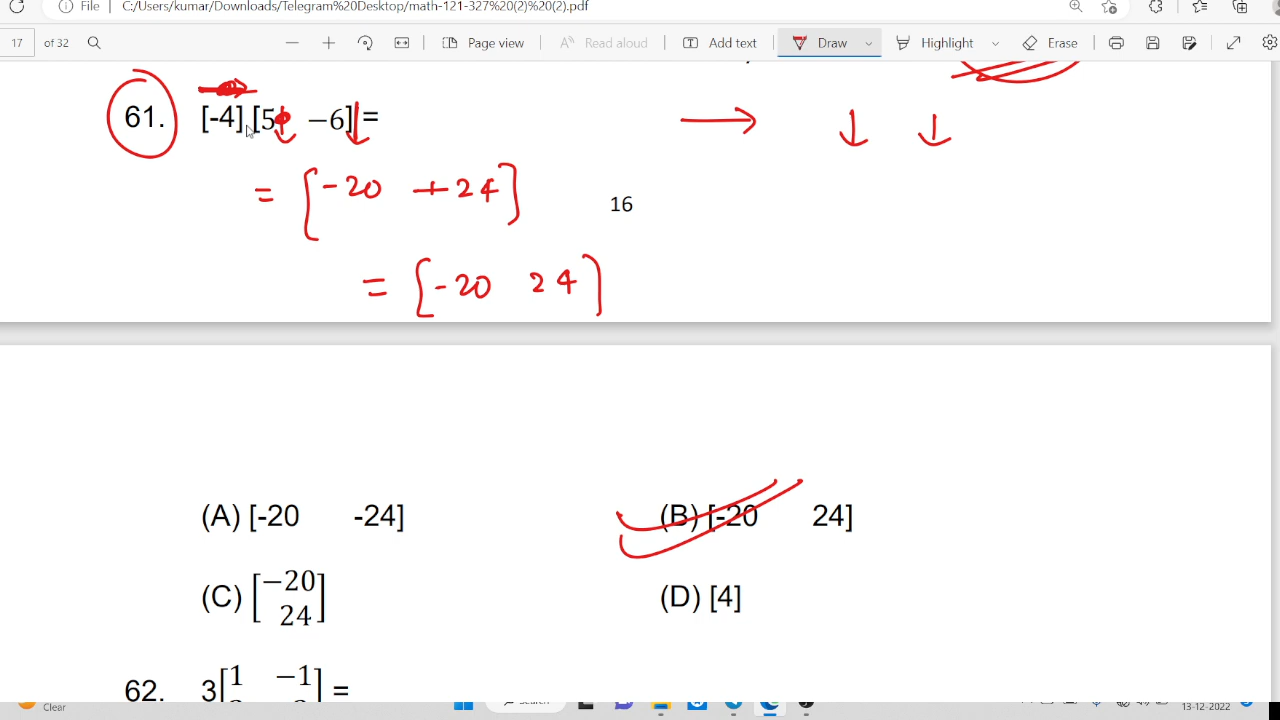 File C:/Users/kumar/Downloads/Telegram%20Desktop/math-121-327%20(2)%20(2).pdf
17 of 32 Page view Read aloud Add text Draw Highlight Erase
61. [-4] [5 −6] =
= [-20 +24]
16
= [-20 24]
(A) [-20 -24] (B) [-20 24]
(C) [−20
24] (D) [4]
62. 3[1 −1] =
Clear 13-12-2022